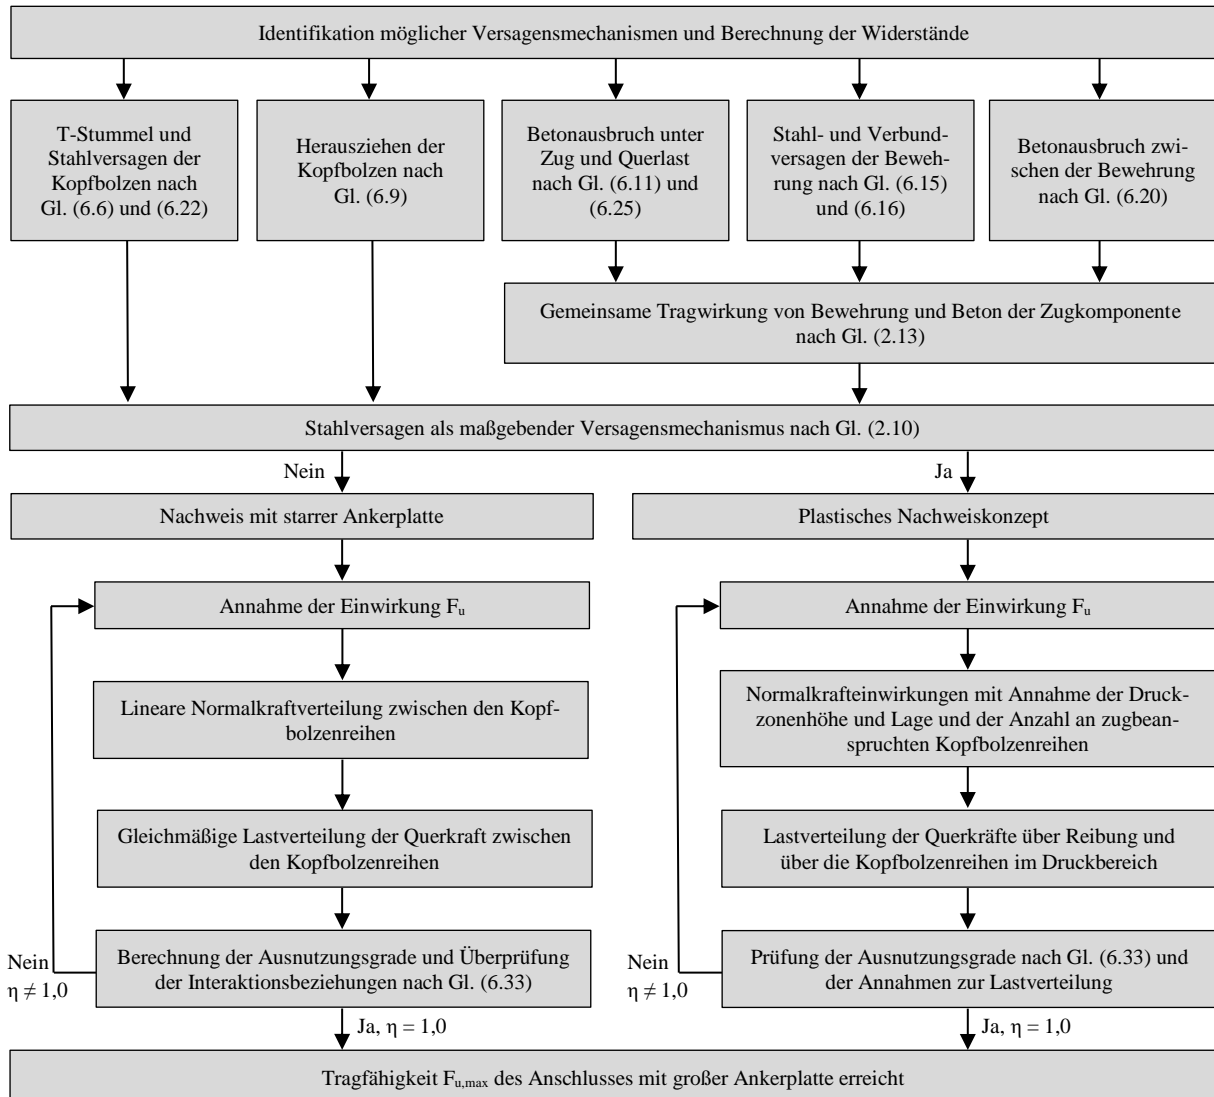 Identifikation möglicher Versagensmechanismen und Berechnung der Widerstände
T-Stummel und
Stahlversagen der
Kopfbolzen nach
Gl. (6.6) und (6.22)
Herausziehen der
Kopfbolzen nach
Gl. (6.9)
Betonausbruch unter
Zug und Querlast
nach Gl. (6.11) und
(6.25)
Stahl- und Verbund-
versagen der Beweh-
rung nach Gl. (6.15)
und (6.16)
Betonausbruch zwi-
schen der Bewehrung
nach Gl. (6.20)
Gemeinsame Tragwirkung von Bewehrung und Beton der Zugkomponente
nach Gl. (2.13)
Stahlversagen als maßgebender Versagensmechanismus nach Gl. (2.10)
Nein
Ja
Nachweis mit starrer Ankerplatte
Plastisches Nachweiskonzept
Annahme der Einwirkung Fu
Annahme der Einwirkung Fu
Lineare Normalkraftverteilung zwischen den Kopf-
bolzenreihen
Normalkrafteinwirkungen mit Annahme der Druck-
zonenhöhe und Lage und der Anzahl an zugbean-
spruchten Kopfbolzenreihen
Gleichmäßige Lastverteilung der Querkraft zwischen
den Kopfbolzenreihen
Lastverteilung der Querkräfte über Reibung und
über die Kopfbolzenreihen im Druckbereich
Nein
η ≠ 1,0
Berechnung der Ausnutzungsgrade und Überprüfung
der Interaktionsbeziehungen nach Gl. (6.33)
Nein
η ≠ 1,0
Prüfung der Ausnutzungsgrade nach Gl. (6.33) und
der Annahmen zur Lastverteilung
Ja, η = 1,0
Ja, η = 1,0
Tragfähigkeit Fu,max des Anschlusses mit großer Ankerplatte erreicht